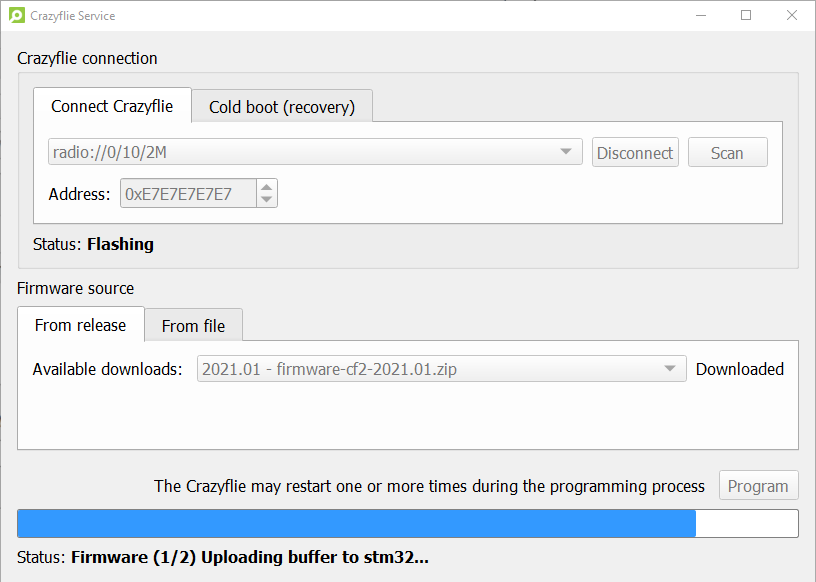 Crazyflie Service
Crazyflie connection
Connect Crazyflie
Cold boot (recovery)
radio://0/10/2M
Disconnect
Scan
Address: 0xE7E7E7E7E7
Status: Flashing
Firmware source
From release
From file
Available downloads: 2021.01 - firmware-cf2-2021.01.zip Downloaded
The Crazyflie may restart one or more times during the programming process
Program
Status: Firmware (1/2) Uploading buffer to stm32...